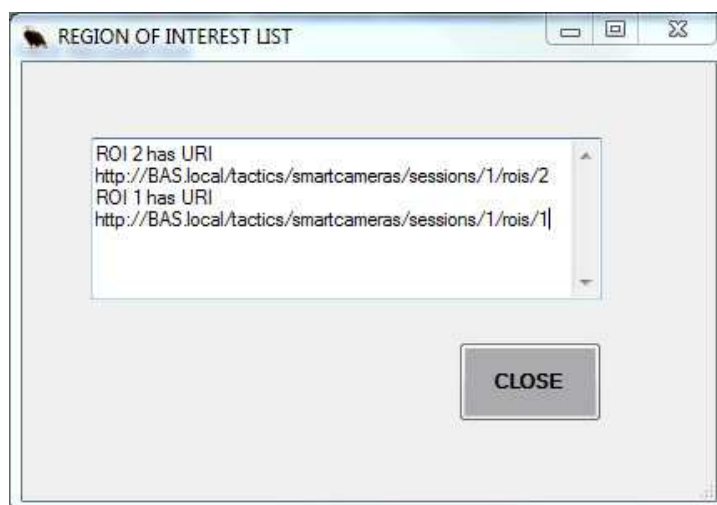 REGION OF INTEREST LIST
ROI 2 has URI
http://BAS.local/tactics/smartcameras/sessions/1/rois/2
ROI 1 has URI
http://BAS.local/tactics/smartcameras/sessions/1/rois/1
CLOSE